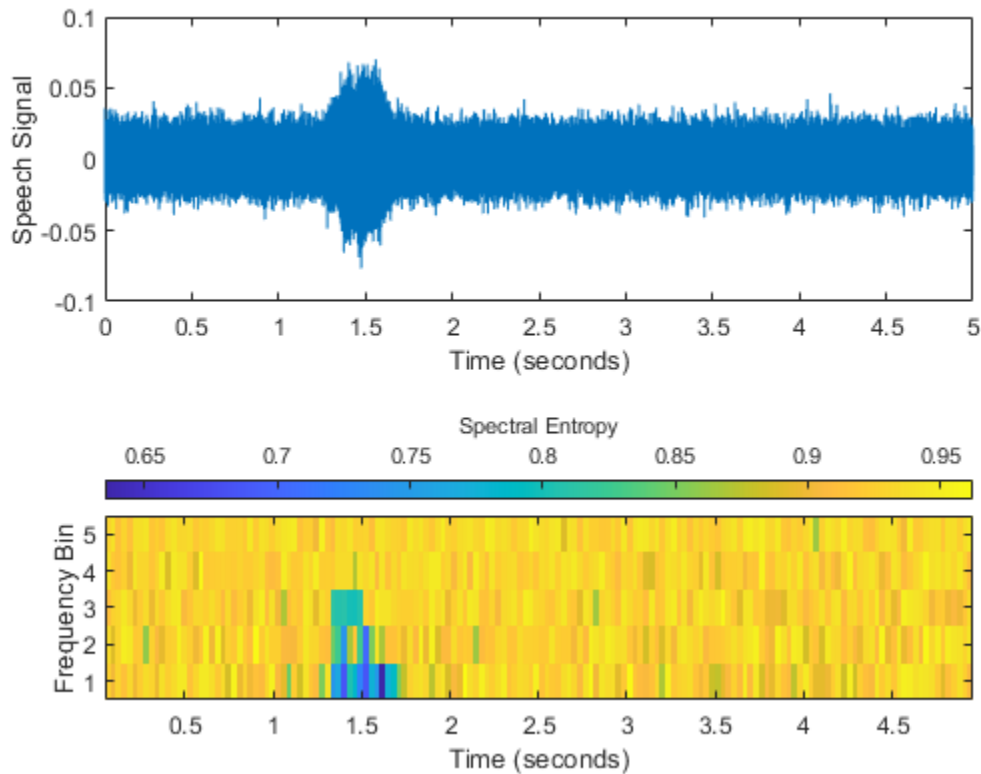 0.1
0.05
0
-0.05
-0.1
Speech Signal
0 0.5 1 1.5 2 2.5 3 3.5 4 4.5 5
Time (seconds)
Spectral Entropy
0.65 0.7 0.75 0.8 0.85 0.9 0.95
5
4
3
2
1
Frequency Bin
0.5 1 1.5 2 2.5 3 3.5 4 4.5
Time (seconds)